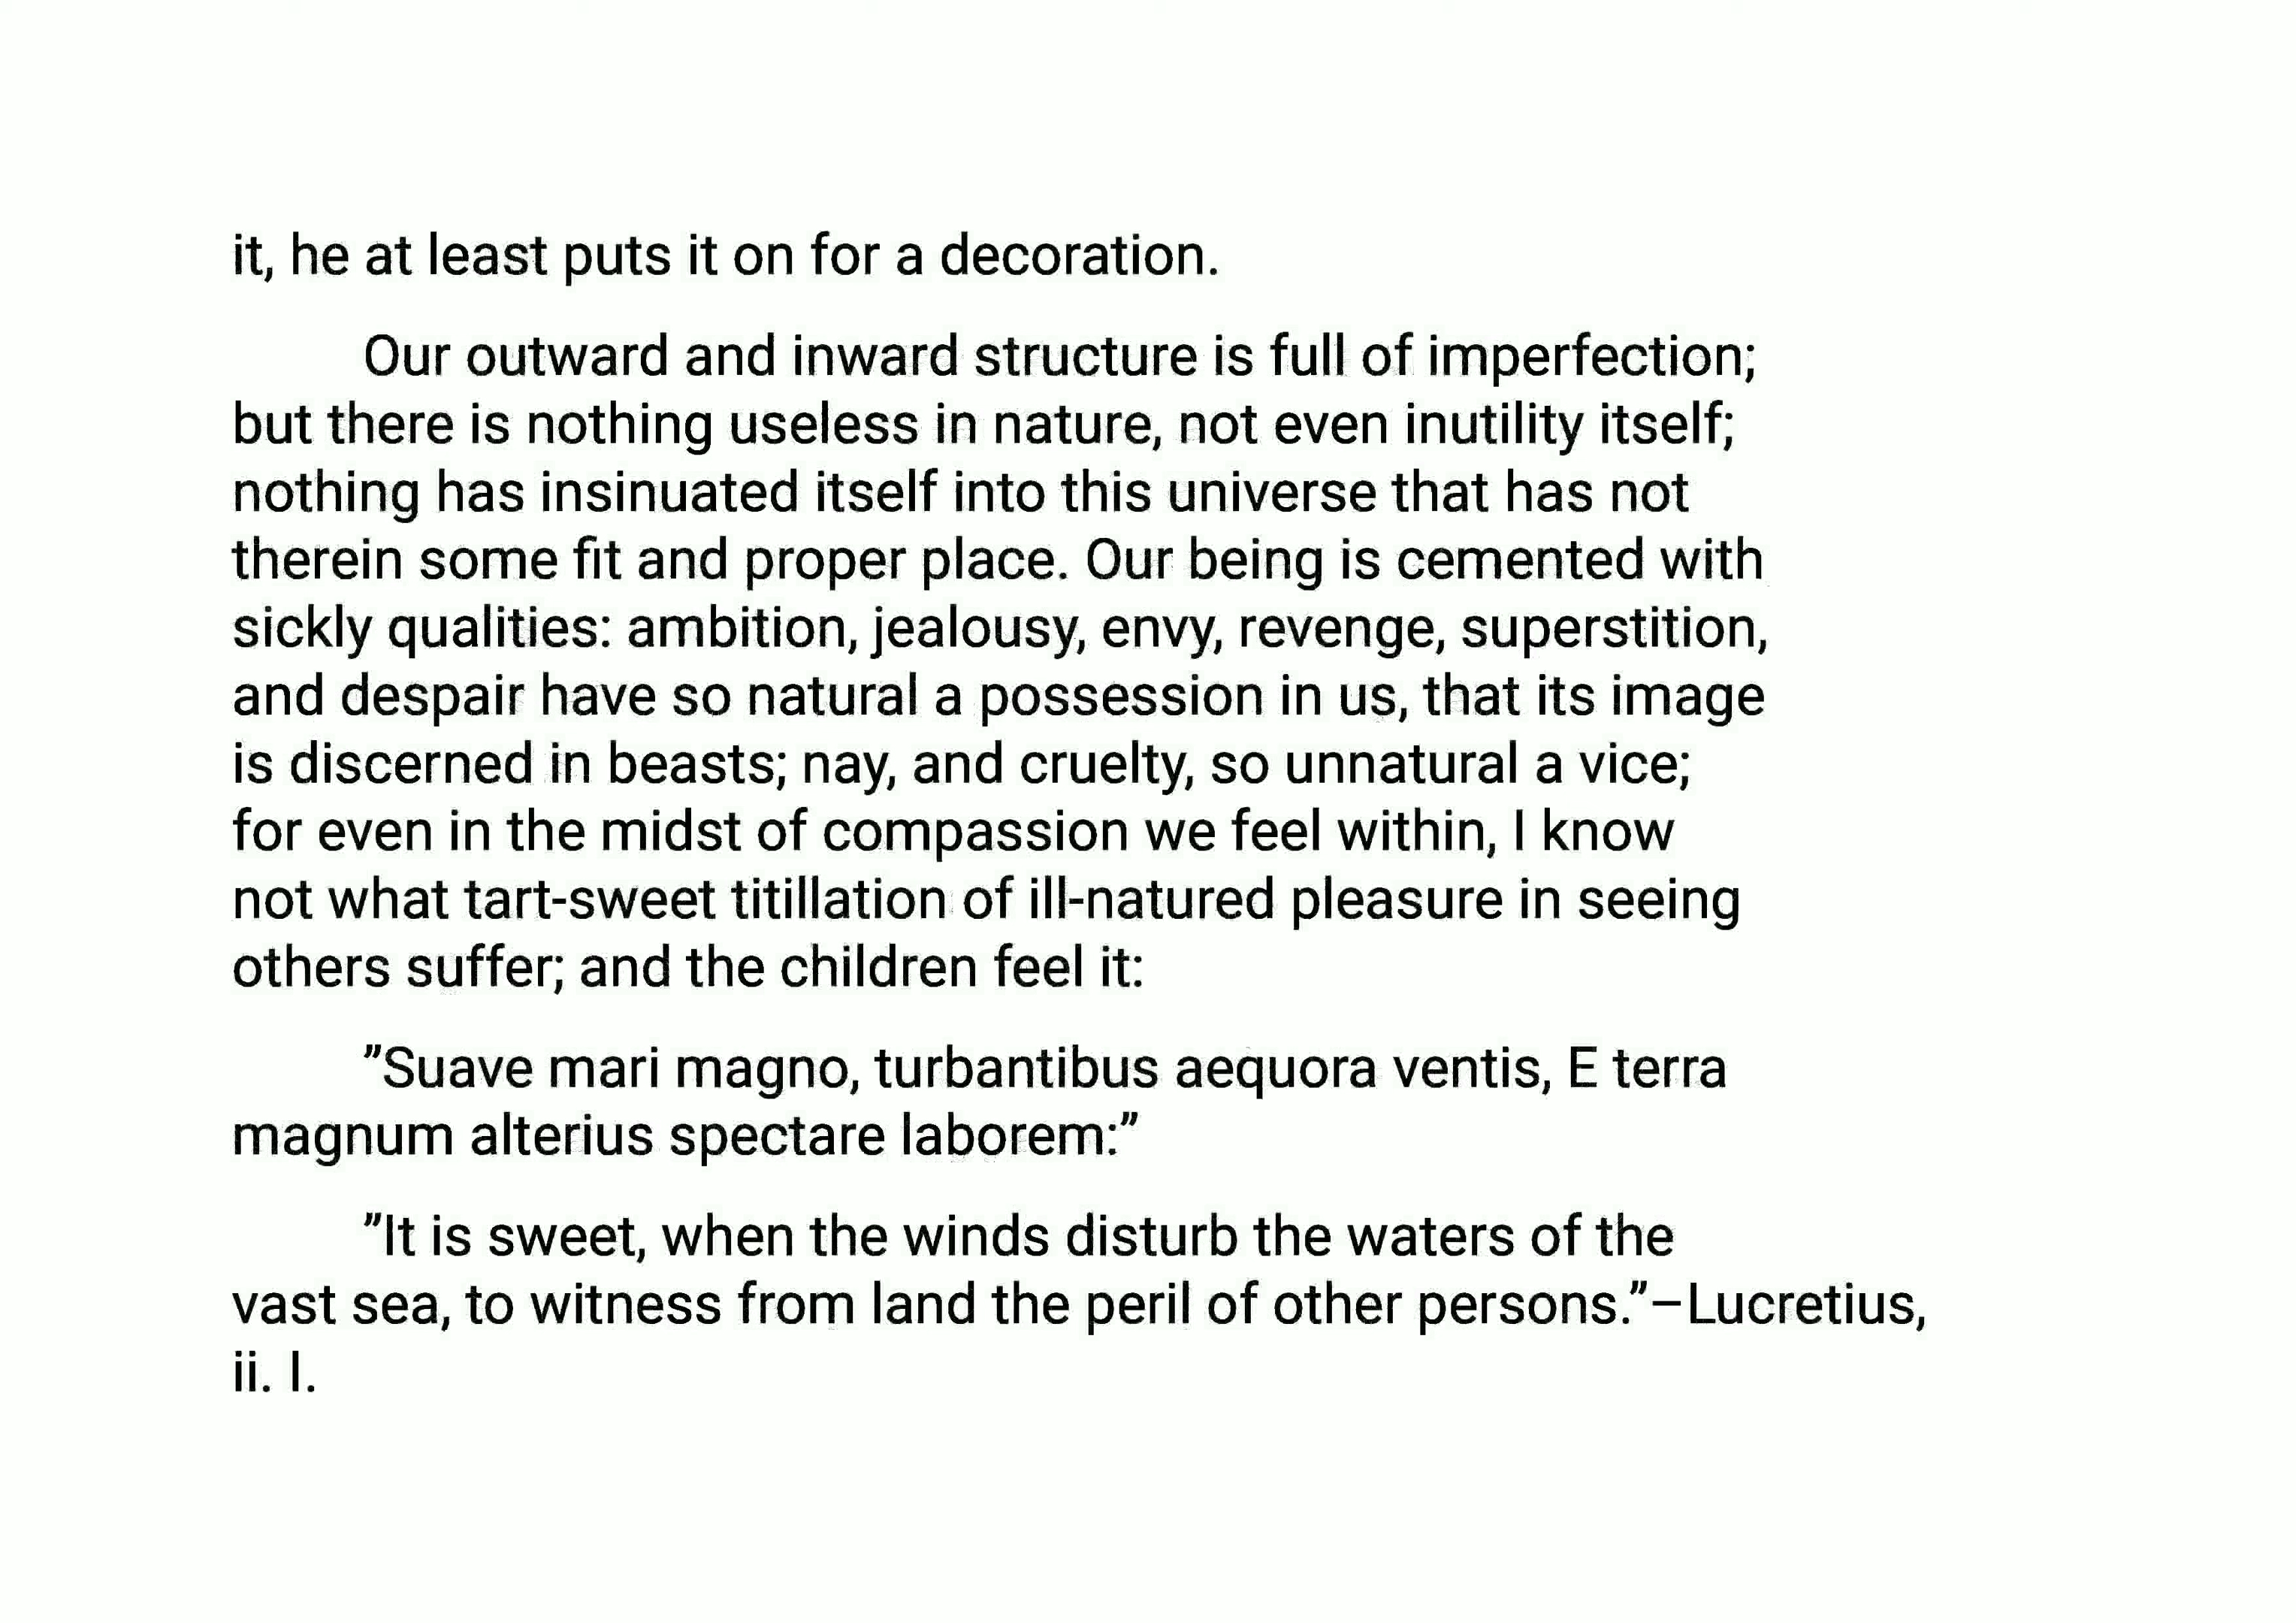 it, he at least puts it on for a decoration.
Our outward and inward structure is full of imperfection;
but there is nothing useless in nature, not even inutility itself;
nothing has insinuated itself into this universe that has not
therein some fit and proper place. Our being is cemented with
sickly qualities: ambition, jealousy, envy, revenge, superstition,
and despair have so natural a possession in us, that its image
is discerned in beasts; nay, and cruelty, so unnatural a vice;
for even in the midst of compassion we feel within, I know
not what tart-sweet titillation of ill-natured pleasure in seeing
others suffer; and the children feel it:
”Suave mari magno, turbantibus aequora ventis, E terra
magnum alterius spectare laborem:”
”It is sweet, when the winds disturb the waters of the
vast sea, to witness from land the peril of other persons.”–Lucretius,
ii. I.